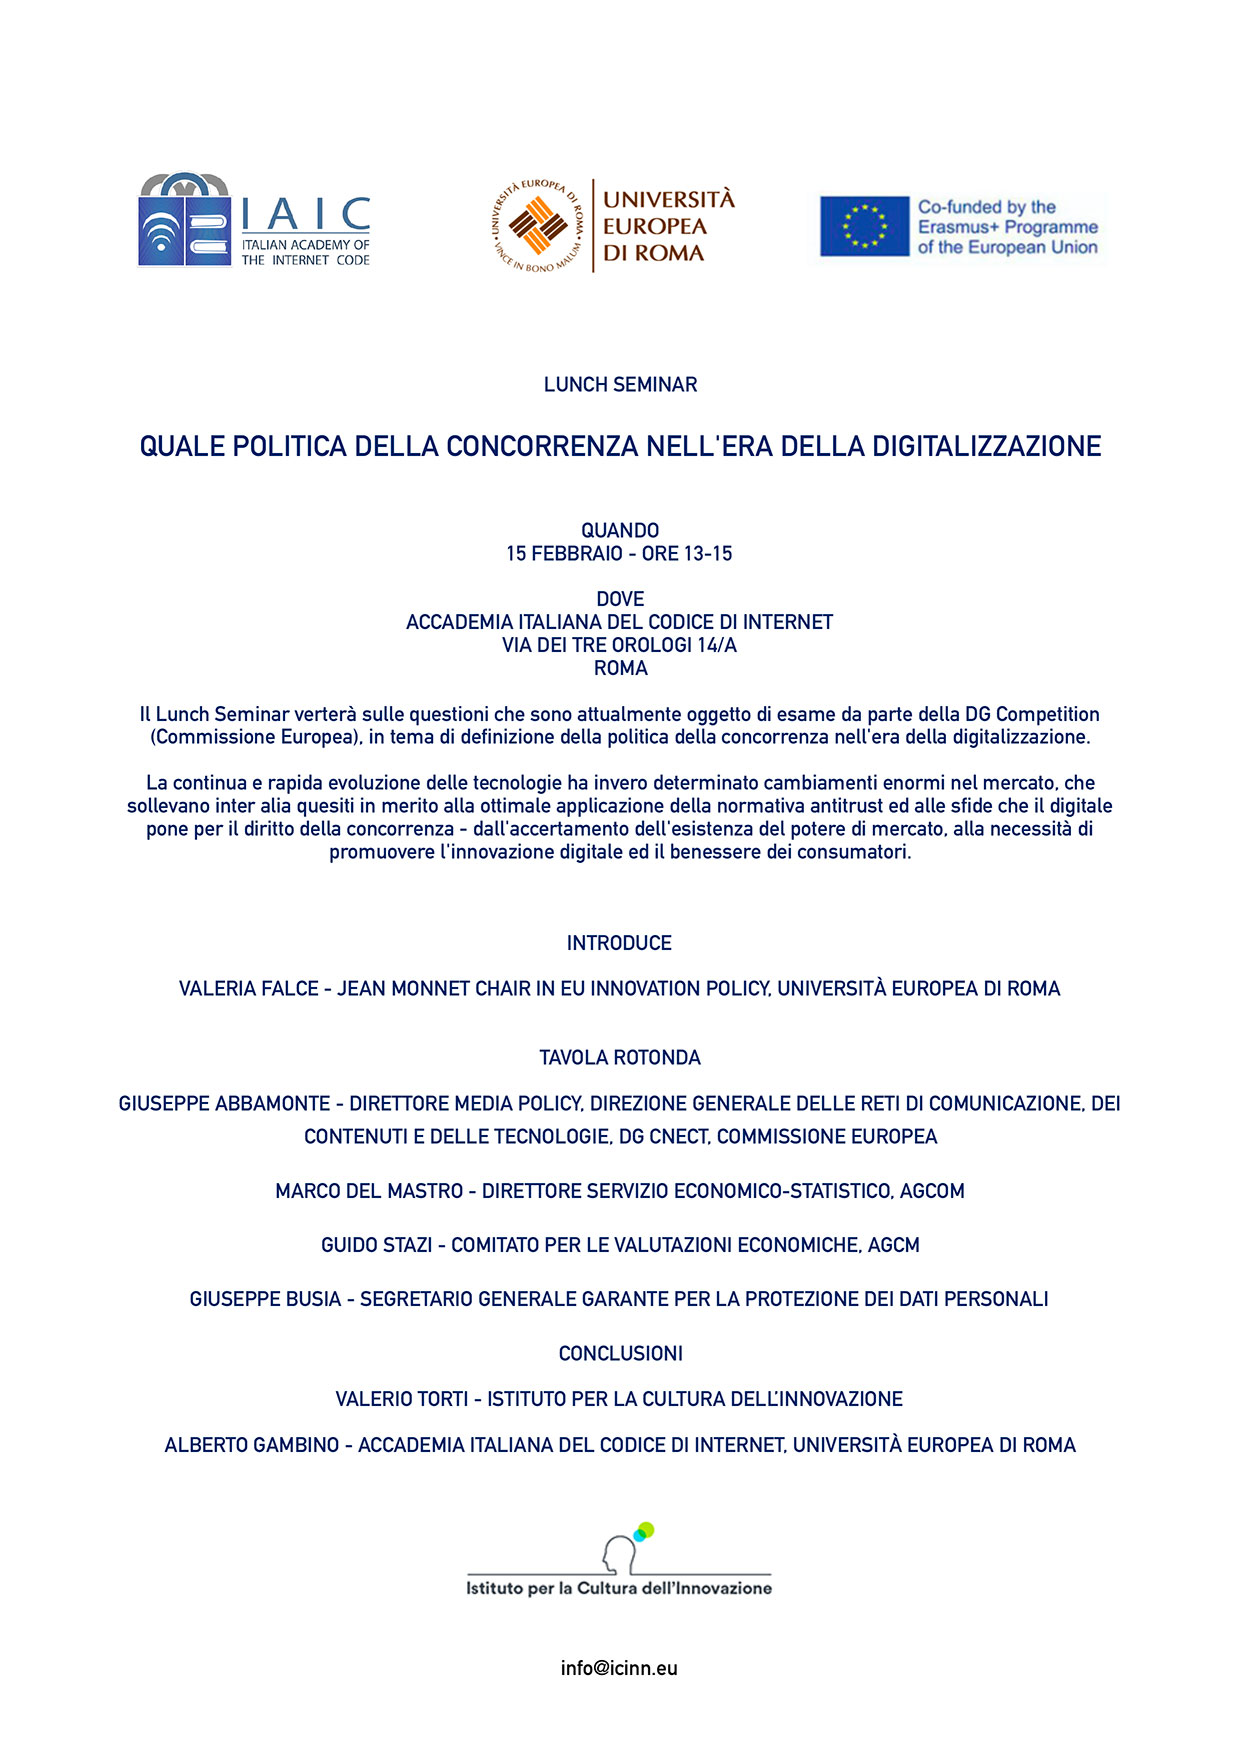 IAIC
ITALIAN ACADEMY OF
THE INTERNET CODE
• UNIVERSITÀ EUROPEA DI ROMA •
VINCE IN BONO MALUM
UNIVERSITÀ
EUROPEA
DI ROMA
Co-funded by the
Erasmus+ Programme
of the European Union
LUNCH SEMINAR
QUALE POLITICA DELLA CONCORRENZA NELL'ERA DELLA DIGITALIZZAZIONE
QUANDO
15 FEBBRAIO - ORE 13-15
DOVE
ACCADEMIA ITALIANA DEL CODICE DI INTERNET
VIA DEI TRE OROLOGI 14/A
ROMA
Il Lunch Seminar verterà sulle questioni che sono attualmente oggetto di esame da parte della DG Competition
(Commissione Europea), in tema di definizione della politica della concorrenza nell'era della digitalizzazione.
La continua e rapida evoluzione delle tecnologie ha invero determinato cambiamenti enormi nel mercato, che
sollevano inter alia quesiti in merito alla ottimale applicazione della normativa antitrust ed alle sfide che il digitale
pone per il diritto della concorrenza - dall'accertamento dell'esistenza del potere di mercato, alla necessità di
promuovere l'innovazione digitale ed il benessere dei consumatori.
INTRODUCE
VALERIA FALCE - JEAN MONNET CHAIR IN EU INNOVATION POLICY, UNIVERSITÀ EUROPEA DI ROMA
TAVOLA ROTONDA
GIUSEPPE ABBAMONTE - DIRETTORE MEDIA POLICY, DIREZIONE GENERALE DELLE RETI DI COMUNICAZIONE, DEI
CONTENUTI E DELLE TECNOLOGIE, DG CNECT, COMMISSIONE EUROPEA
MARCO DEL MASTRO - DIRETTORE SERVIZIO ECONOMICO-STATISTICO, AGCOM
GUIDO STAZI - COMITATO PER LE VALUTAZIONI ECONOMICHE, AGCM
GIUSEPPE BUSIA - SEGRETARIO GENERALE GARANTE PER LA PROTEZIONE DEI DATI PERSONALI
CONCLUSIONI
VALERIO TORTI - ISTITUTO PER LA CULTURA DELL’INNOVAZIONE
ALBERTO GAMBINO - ACCADEMIA ITALIANA DEL CODICE DI INTERNET, UNIVERSITÀ EUROPEA DI ROMA
Istituto per la Cultura dell’Innovazione
info@icinn.eu